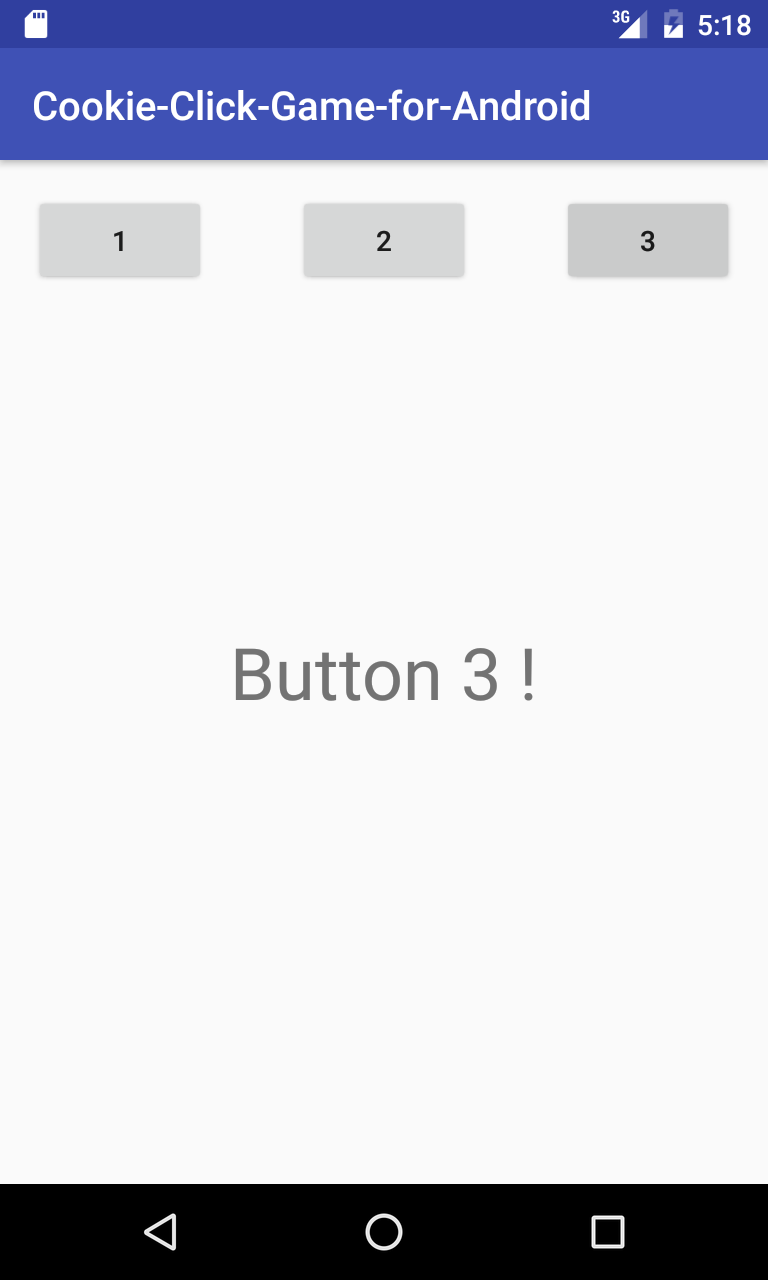 3G 5:18
Cookie-Click-Game-for-Android
1 2 3
Button 3 !